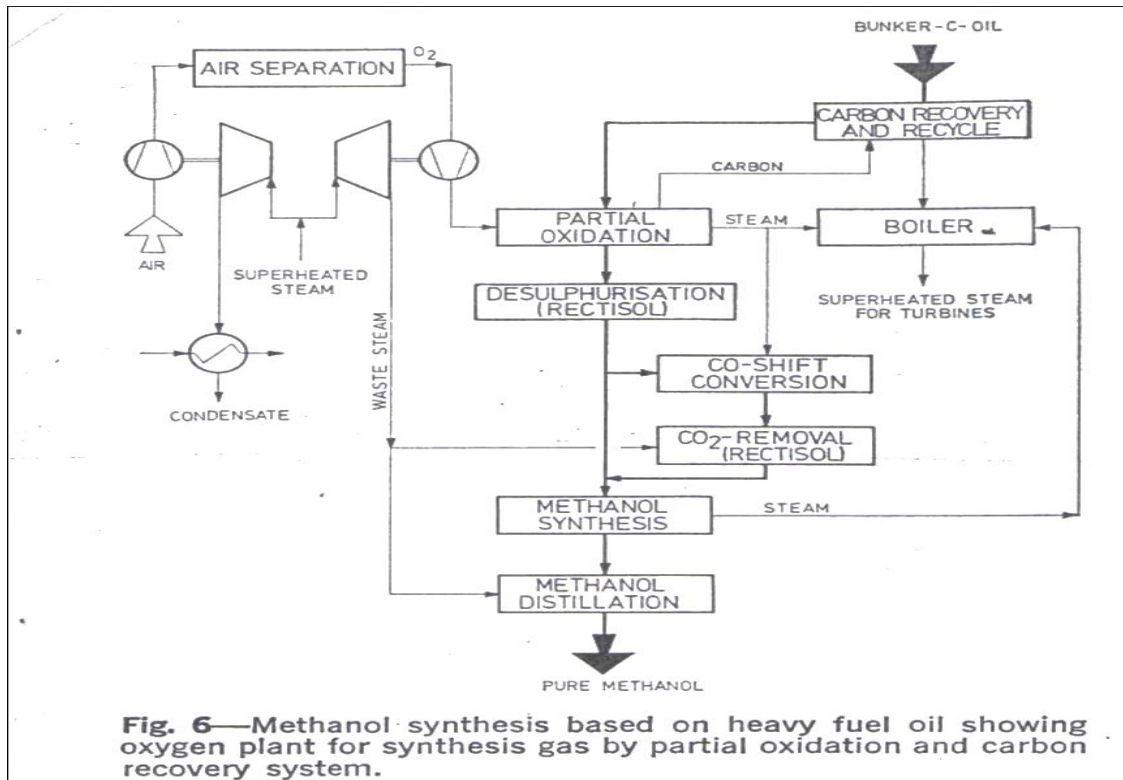 BUNKER-C-OIL
O2
AIR SEPARATION
CARBON RECOVERY
AND RECYCLE
CARBON
PARTIAL
OXIDATION
STEAM
BOILER
AIR
SUPERHEATED
STEAM
DESULPHURISATION
(RECTISOL)
SUPERHEATED STEAM
FOR TURBINES
WASTE STEAM
CO-SHIFT
CONVERSION
CONDENSATE
CO2-REMOVAL
(RECTISOL)
METHANOL
SYNTHESIS
STEAM
METHANOL
DISTILLATION
PURE METHANOL
Fig. 6—Methanol synthesis based on heavy fuel oil showing
oxygen plant for synthesis gas by partial oxidation and carbon
recovery system.